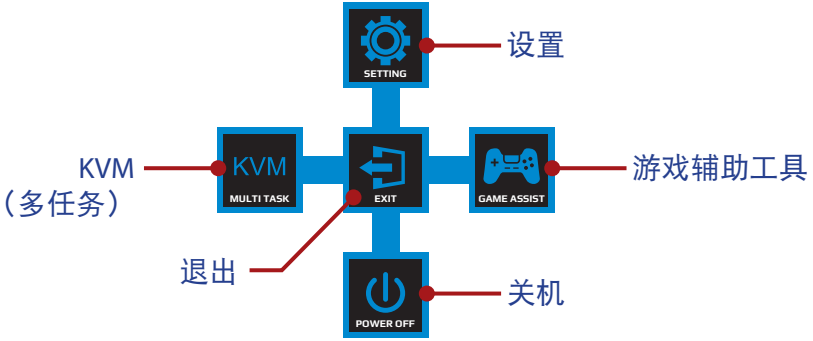 SETTING
设置
KVM
（多任务）
KVM
MULTI TASK
EXIT
GAME ASSIST
游戏辅助工具
退出
POWER OFF
关机